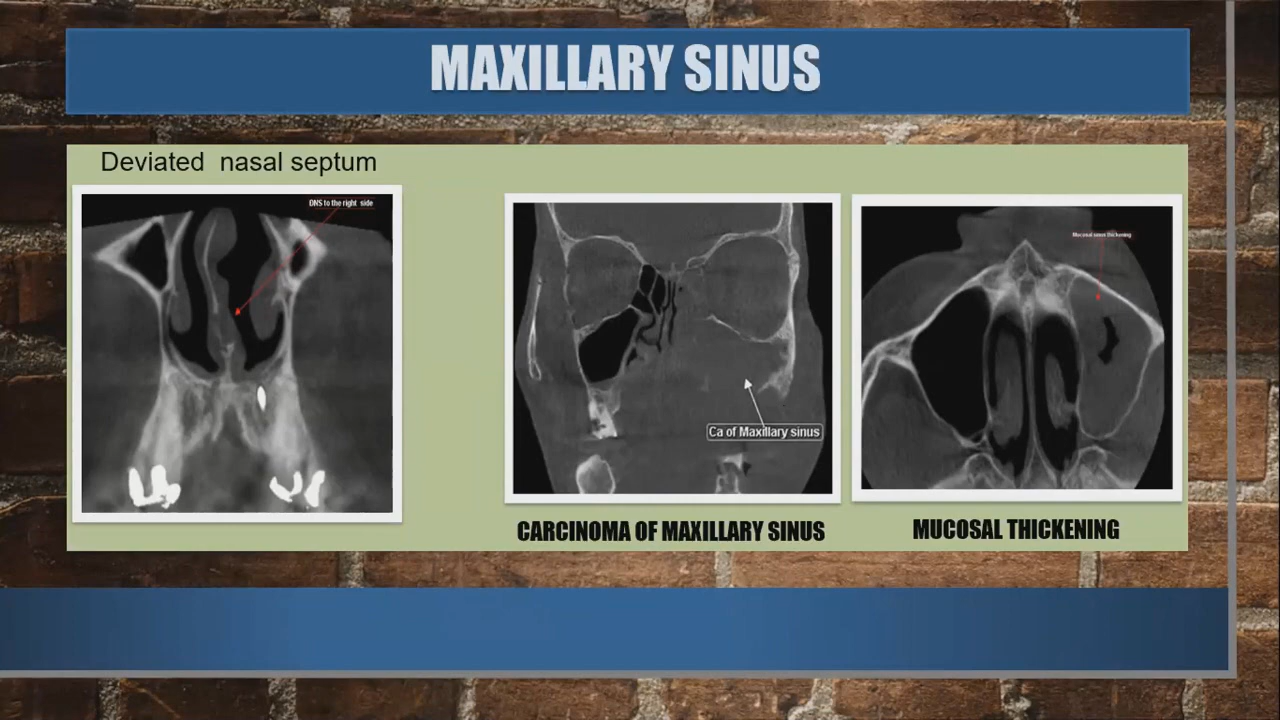 MAXILLARY SINUS
Deviated nasal septum
DNS to the right side
Ca of Maxillary sinus
Mucosal sinus thickening
CARCINOMA OF MAXILLARY SINUS
MUCOSAL THICKENING